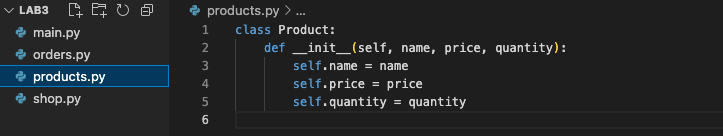 LAB3
main.py
orders.py
products.py
shop.py
products.py > ...
1 class Product:
2     def __init__(self, name, price, quantity):
3         self.name = name
4         self.price = price
5         self.quantity = quantity
6